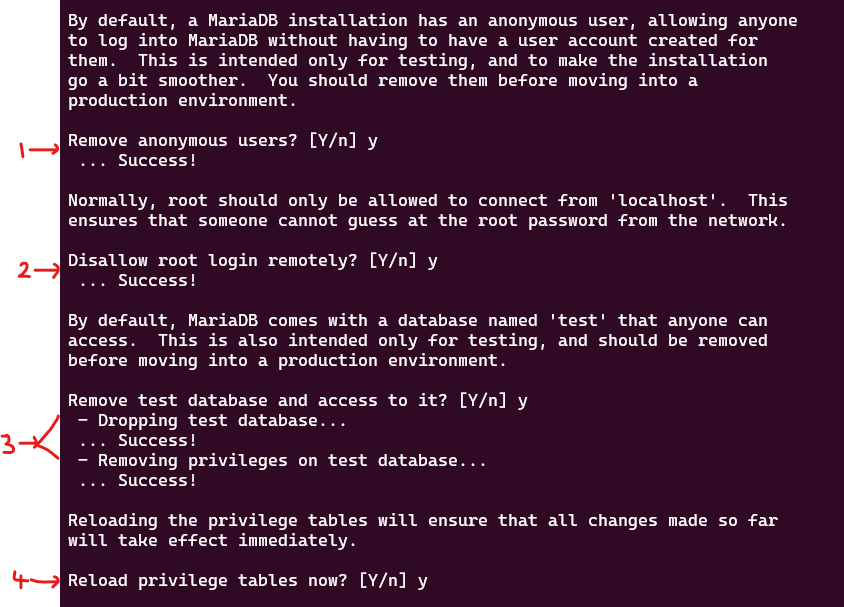 By default, a MariaDB installation has an anonymous user, allowing anyone
to log into MariaDB without having to have a user account created for
them.  This is intended only for testing, and to make the installation
go a bit smoother.  You should remove them before moving into a
production environment.
1 Remove anonymous users? [Y/n] y
 ... Success!
Normally, root should only be allowed to connect from 'localhost'.  This
ensures that someone cannot guess at the root password from the network.
2 Disallow root login remotely? [Y/n] y
 ... Success!
By default, MariaDB comes with a database named 'test' that anyone can
access.  This is also intended only for testing, and should be removed
before moving into a production environment.
Remove test database and access to it? [Y/n] y
 - Dropping test database...
3 ... Success!
 - Removing privileges on test database...
 ... Success!
Reloading the privilege tables will ensure that all changes made so far
will take effect immediately.
4 Reload privilege tables now? [Y/n] y